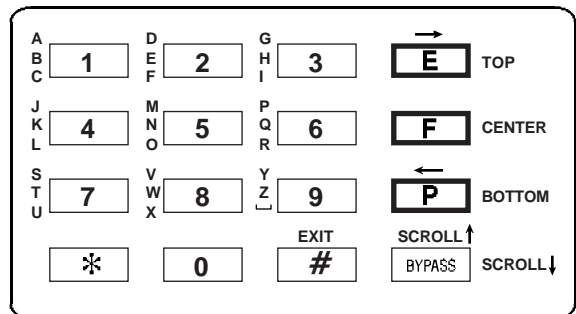 A D G →
B 1 E 2 H 3 E TOP
C F I
J M P
K 4 N 5 Q 6 F CENTER
L O R
S V Y ←
T 7 W 8 Z 9 P BOTTOM
U X ⎵
EXIT SCROLL ↑
* 0 # BYPASS SCROLL ↓